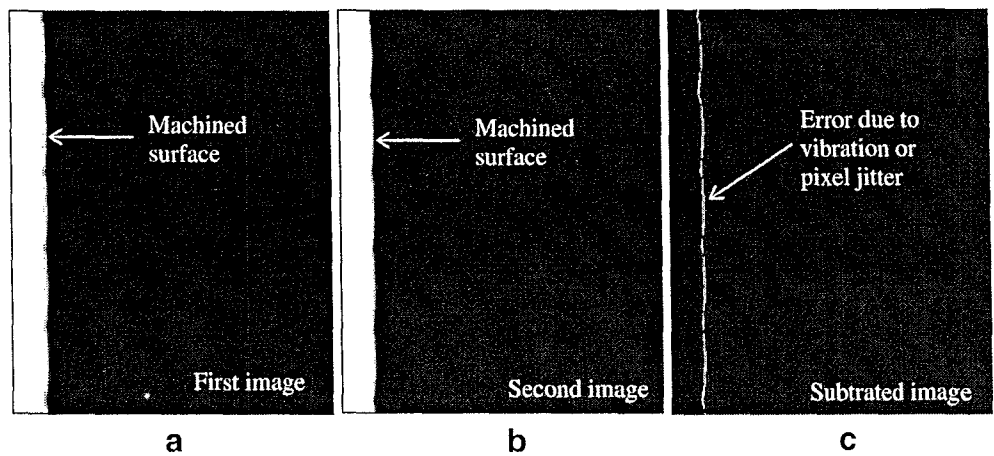 Machined
surface
First image
a
Machined
surface
Second image
b
Error due to
vibration or
pixel jitter
Subtrated image
c